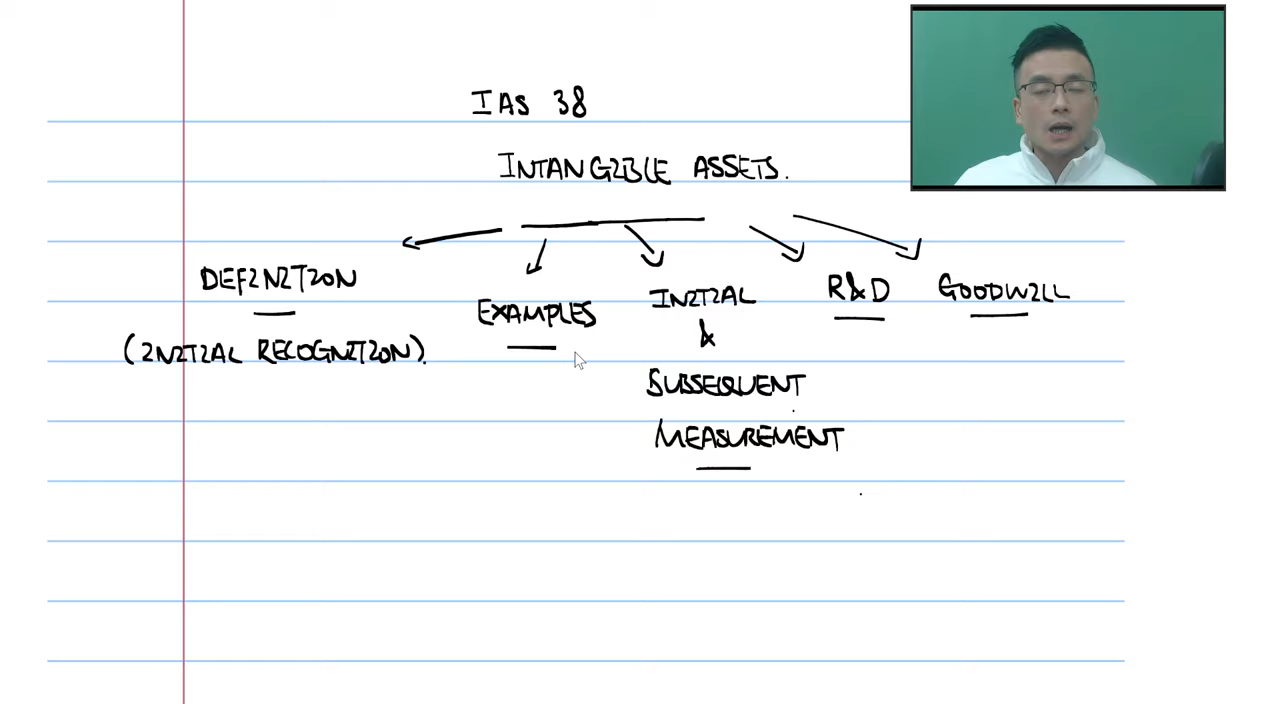 IAS 38
INTANGIBLE ASSETS.
DEFINITION
(INITIAL RECOGNITION).
EXAMPLES
INITIAL
&
SUBSEQUENT
MEASUREMENT
R&D
GOODWILL